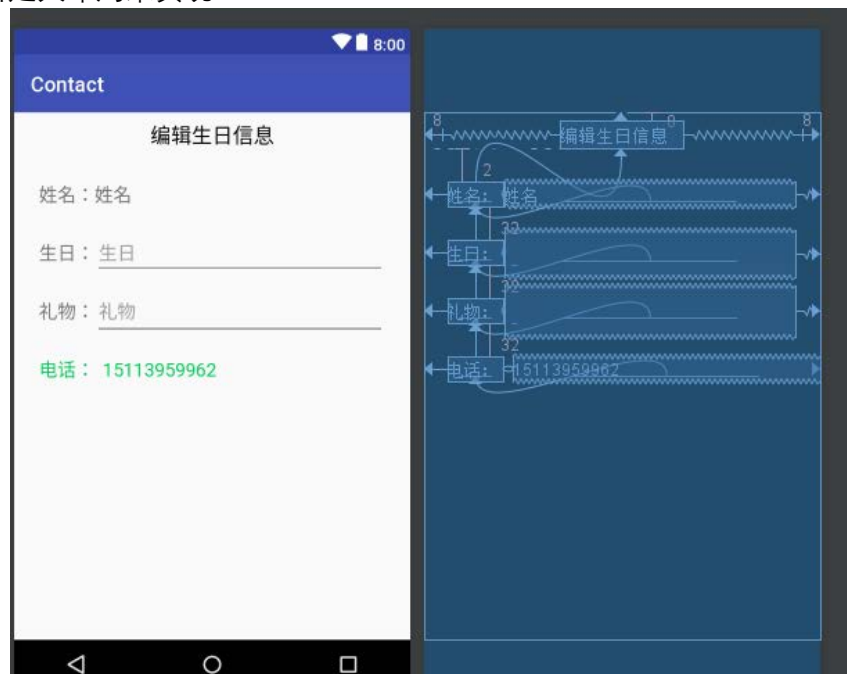 8:00
Contact
编辑生日信息
姓名：姓名
生日：生日
礼物：礼物
电话： 15113959962
8
8
8
编辑生日信息
2
姓名： 姓名
32
生日：
32
礼物：
32
电话： 15113959962